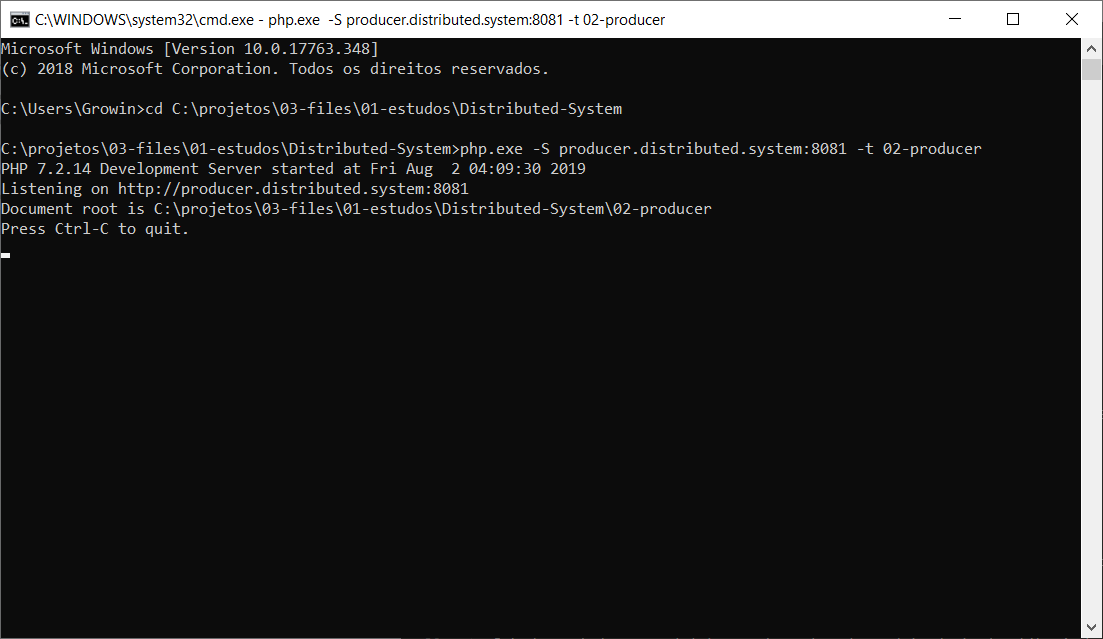 C:\WINDOWS\system32\cmd.exe - php.exe  -S producer.distributed.system:8081 -t 02-producer
Microsoft Windows [Version 10.0.17763.348]
(c) 2018 Microsoft Corporation. Todos os direitos reservados.
C:\Users\Growin>cd C:\projetos\03-files\01-estudos\Distributed-System
C:\projetos\03-files\01-estudos\Distributed-System>php.exe -S producer.distributed.system:8081 -t 02-producer
PHP 7.2.14 Development Server started at Fri Aug  2 04:09:30 2019
Listening on http://producer.distributed.system:8081
Document root is C:\projetos\03-files\01-estudos\Distributed-System\02-producer
Press Ctrl-C to quit.